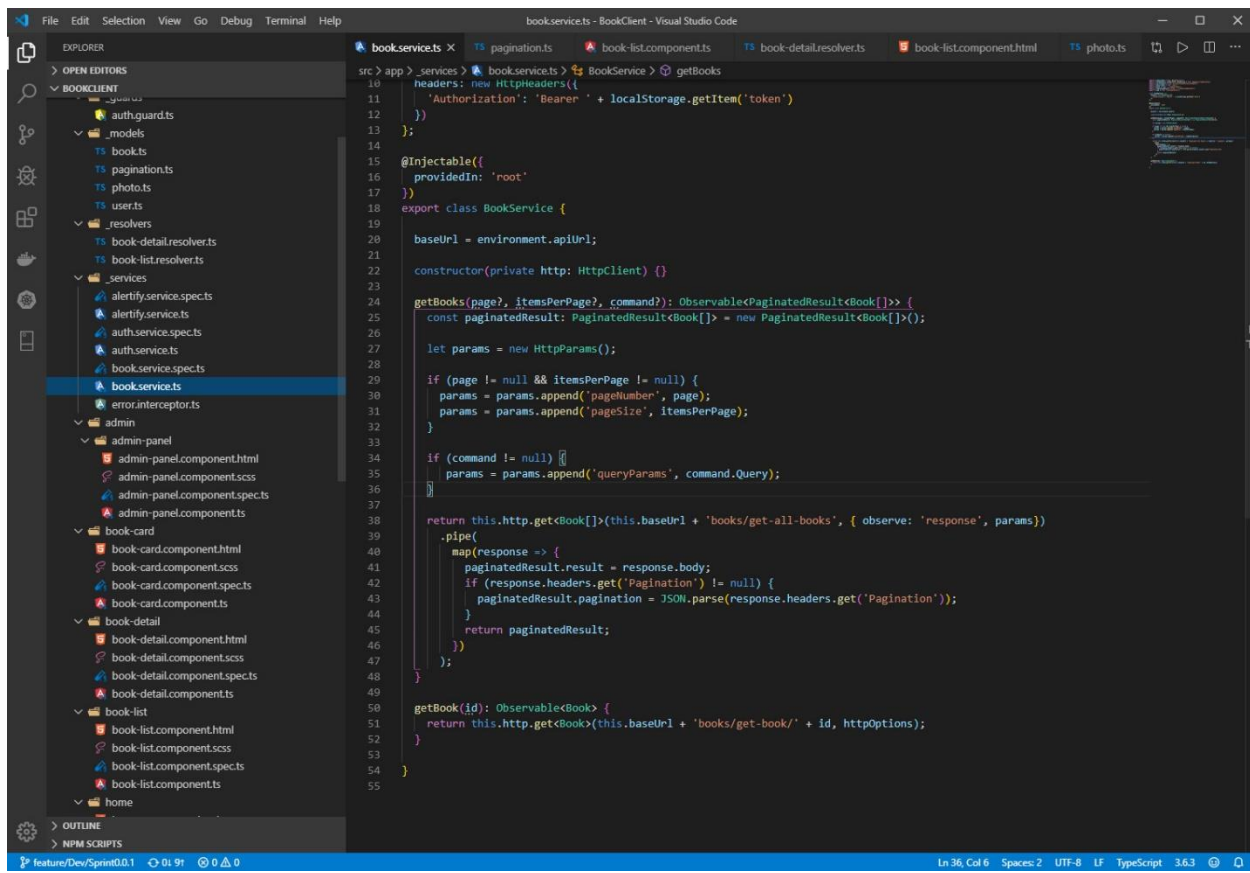 File Edit Selection View Go Debug Terminal Help
book.service.ts - BookClient - Visual Studio Code
EXPLORER
OPEN EDITORS
BOOKCLIENT
_guards
auth.guard.ts
_models
book.ts
pagination.ts
photo.ts
user.ts
_resolvers
book-detail.resolver.ts
book-list.resolver.ts
_services
alertify.service.spec.ts
alertify.service.ts
auth.service.spec.ts
auth.service.ts
book.service.spec.ts
book.service.ts
error.interceptor.ts
admin
admin-panel
admin-panel.component.html
admin-panel.component.scss
admin-panel.component.spec.ts
admin-panel.component.ts
book-card
book-card.component.html
book-card.component.scss
book-card.component.spec.ts
book-card.component.ts
book-detail
book-detail.component.html
book-detail.component.scss
book-detail.component.spec.ts
book-detail.component.ts
book-list
book-list.component.html
book-list.component.scss
book-list.component.spec.ts
book-list.component.ts
home
OUTLINE
NPM SCRIPTS
book.service.ts × TS pagination.ts book-list.component.ts TS book-detail.resolver.ts book-list.component.html TS photo.ts
src > app > _services > book.service.ts > BookService > getBooks
10 headers: new HttpHeaders({
11 'Authorization': 'Bearer ' + localStorage.getItem('token')
12 })
13 };
14
15 @Injectable({
16 providedIn: 'root'
17 })
18 export class BookService {
19
20 baseUrl = environment.apiUrl;
21
22 constructor(private http: HttpClient) {}
23
24 getBooks(page?, itemsPerPage?, command?): Observable<PaginatedResult<Book[]>> {
25 const paginatedResult: PaginatedResult<Book[]> = new PaginatedResult<Book[]>();
26
27 let params = new HttpParams();
28
29 if (page != null && itemsPerPage != null) {
30 params = params.append('pageNumber', page);
31 params = params.append('pageSize', itemsPerPage);
32 }
33
34 if (command != null) {
35 params = params.append('queryParams', command.Query);
36 }
37
38 return this.http.get<Book[]>(this.baseUrl + 'books/get-all-books', { observe: 'response', params})
39 .pipe(
40 map(response => {
41 paginatedResult.result = response.body;
42 if (response.headers.get('Pagination') != null) {
43 paginatedResult.pagination = JSON.parse(response.headers.get('Pagination'));
44 }
45 return paginatedResult;
46 })
47 );
48 }
49
50 getBook(id): Observable<Book> {
51 return this.http.get<Book>(this.baseUrl + 'books/get-book/' + id, httpOptions);
52 }
53
54 }
55
feature/Dev/Sprint0.0.1 0↓ 9↑ 0 0 Ln 36, Col 6 Spaces: 2 UTF-8 LF TypeScript 3.6.3